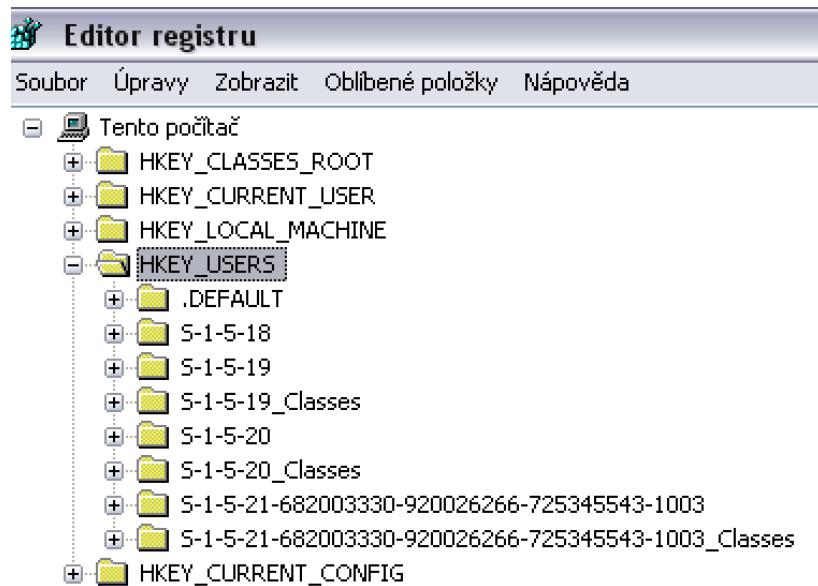 Editor registru
Soubor Úpravy Zobrazit Oblíbené položky Nápověda
Tento počítač
HKEY_CLASSES_ROOT
HKEY_CURRENT_USER
HKEY_LOCAL_MACHINE
HKEY_USERS
.DEFAULT
S-1-5-18
S-1-5-19
S-1-5-19_Classes
S-1-5-20
S-1-5-20_Classes
S-1-5-21-682003330-920026266-725345543-1003
S-1-5-21-682003330-920026266-725345543-1003_Classes
HKEY_CURRENT_CONFIG